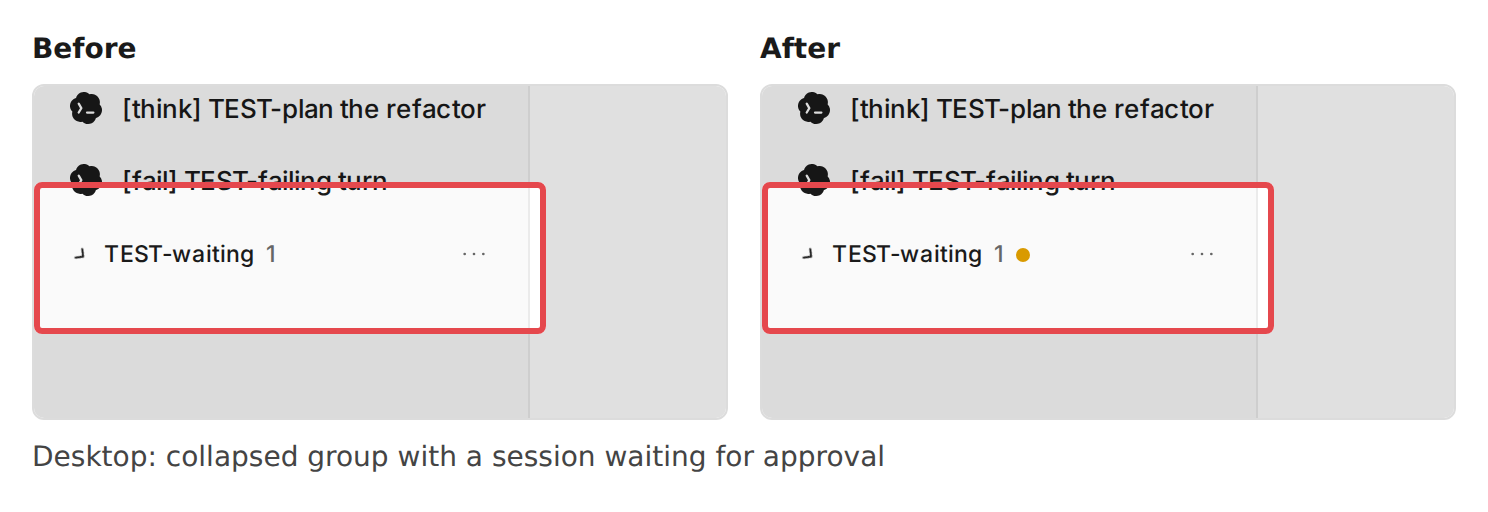 Before
[think] TEST-plan the refactor
[fail] TEST-failing turn
TEST-waiting 1 ···
After
[think] TEST-plan the refactor
[fail] TEST-failing turn
TEST-waiting 1 ···
Desktop: collapsed group with a session waiting for approval